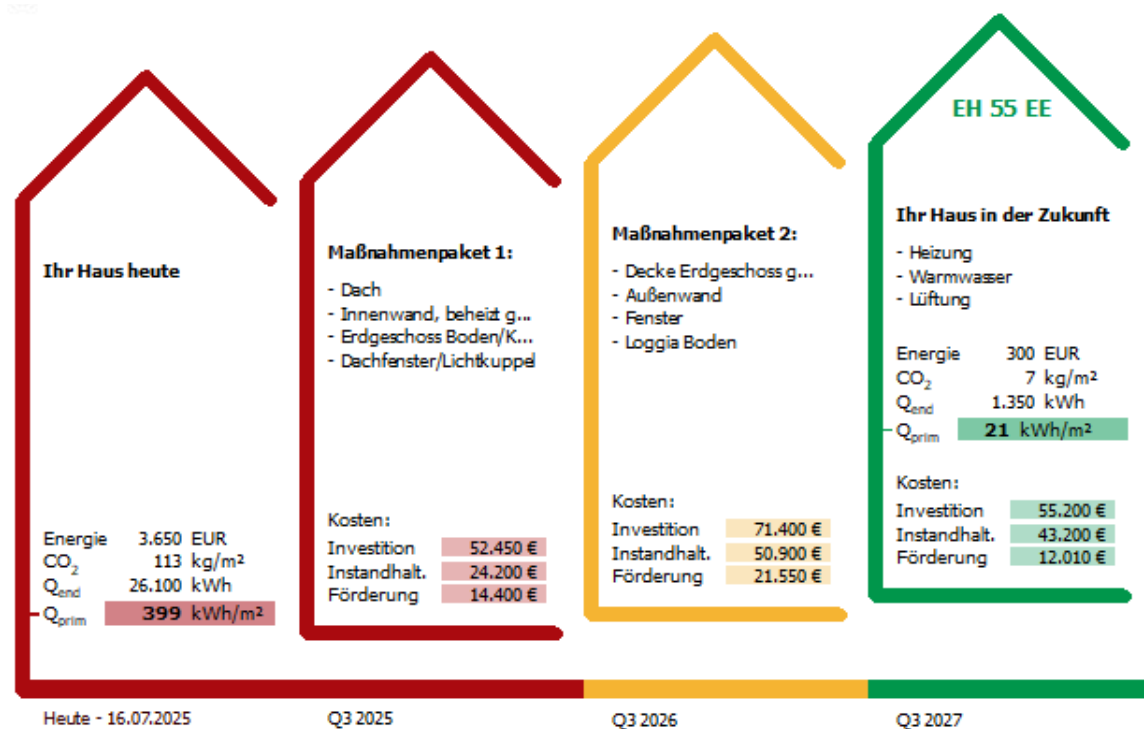 Ihr Haus heute
Energie 3.650 EUR
CO₂ 113 kg/m²
Qend 26.100 kWh
Qprim 399 kWh/m²
Heute - 16.07.2025
Maßnahmenpaket 1:
- Dach
- Innenwand, beheizt g...
- Erdgeschoss Boden/K...
- Dachfenster/Lichtkuppel
Kosten:
Investition 52.450 €
Instandhalt. 24.200 €
Förderung 14.400 €
Q3 2025
Maßnahmenpaket 2:
- Decke Erdgeschoss g...
- Außenwand
- Fenster
- Loggia Boden
Kosten:
Investition 71.400 €
Instandhalt. 50.900 €
Förderung 21.550 €
Q3 2026
EH 55 EE
Ihr Haus in der Zukunft
- Heizung
- Warmwasser
- Lüftung
Energie 300 EUR
CO₂ 7 kg/m²
Qend 1.350 kWh
Qprim 21 kWh/m²
Kosten:
Investition 55.200 €
Instandhalt. 43.200 €
Förderung 12.010 €
Q3 2027